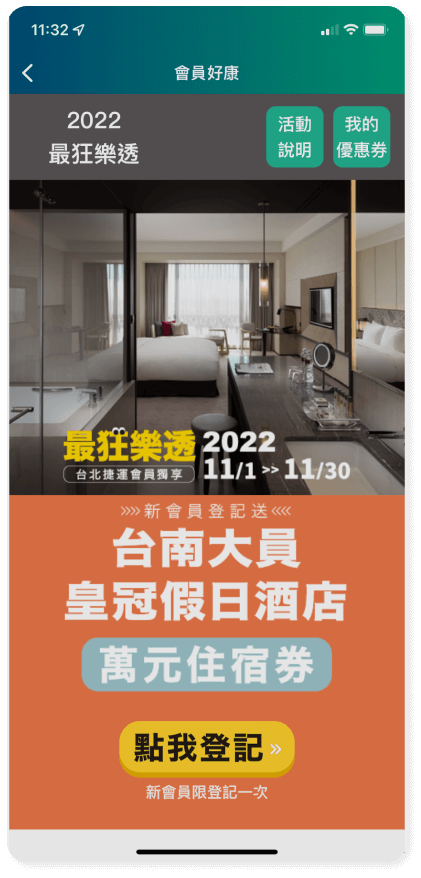 11:32
會員好康
2022
最狂樂透
活動
說明
我的
優惠券
最狂樂透 2022
台北捷運會員獨享 11/1 >> 11/30
»»新會員登記送««
台南大員
皇冠假日酒店
萬元住宿券
點我登記 »
新會員限登記一次